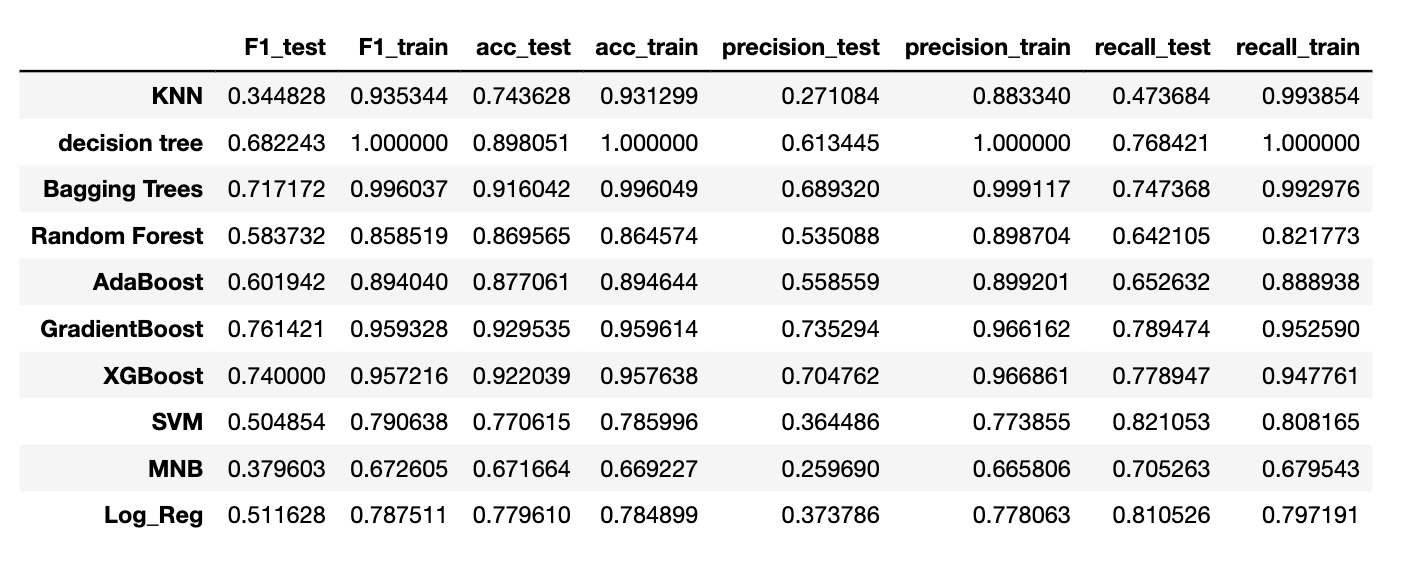 F1_test F1_train acc_test acc_train precision_test precision_train recall_test recall_train
KNN 0.344828 0.935344 0.743628 0.931299 0.271084 0.883340 0.473684 0.993854
decision tree 0.682243 1.000000 0.898051 1.000000 0.613445 1.000000 0.768421 1.000000
Bagging Trees 0.717172 0.996037 0.916042 0.996049 0.689320 0.999117 0.747368 0.992976
Random Forest 0.583732 0.858519 0.869565 0.864574 0.535088 0.898704 0.642105 0.821773
AdaBoost 0.601942 0.894040 0.877061 0.894644 0.558559 0.899201 0.652632 0.888938
GradientBoost 0.761421 0.959328 0.929535 0.959614 0.735294 0.966162 0.789474 0.952590
XGBoost 0.740000 0.957216 0.922039 0.957638 0.704762 0.966861 0.778947 0.947761
SVM 0.504854 0.790638 0.770615 0.785996 0.364486 0.773855 0.821053 0.808165
MNB 0.379603 0.672605 0.671664 0.669227 0.259690 0.665806 0.705263 0.679543
Log_Reg 0.511628 0.787511 0.779610 0.784899 0.373786 0.778063 0.810526 0.797191